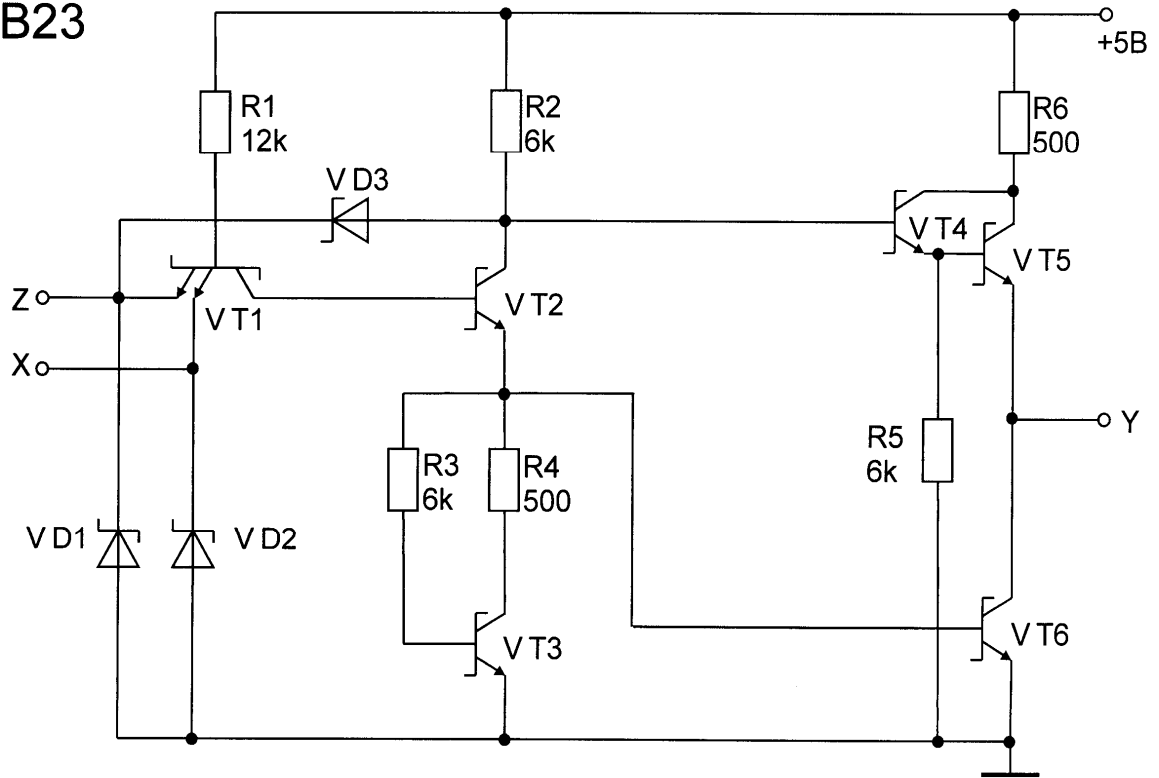 B23
+5В
R1
12k
R2
6k
R6
500
VD3
VT4
VT5
Z
VT1
VT2
X
Y
R3
6k
R4
500
R5
6k
VD1
VD2
VT3
VT6